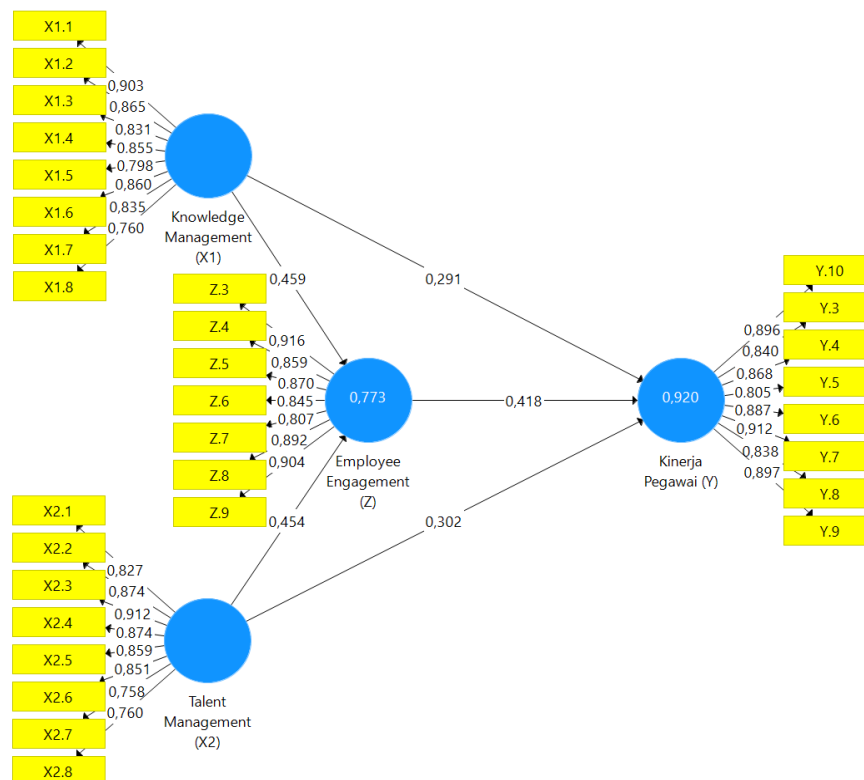 X1.1
X1.2
X1.3
X1.4
X1.5
X1.6
X1.7
X1.8
0,903
0,865
0,831
0,855
0,798
0,860
0,835
0,760
Knowledge
Management
(X1)
0,459
0,291
Z.3
Z.4
Z.5
Z.6
Z.7
Z.8
Z.9
0,916
0,859
0,870
0,845
0,807
0,892
0,904
0,773
Employee
Engagement
(Z)
0,418
0,920
Kinerja
Pegawai (Y)
0,896
0,840
0,868
0,805
0,887
0,912
0,838
0,897
Y.10
Y.3
Y.4
Y.5
Y.6
Y.7
Y.8
Y.9
0,454
0,302
X2.1
X2.2
X2.3
X2.4
X2.5
X2.6
X2.7
X2.8
0,827
0,874
0,912
0,874
0,859
0,851
0,758
0,760
Talent
Management
(X2)